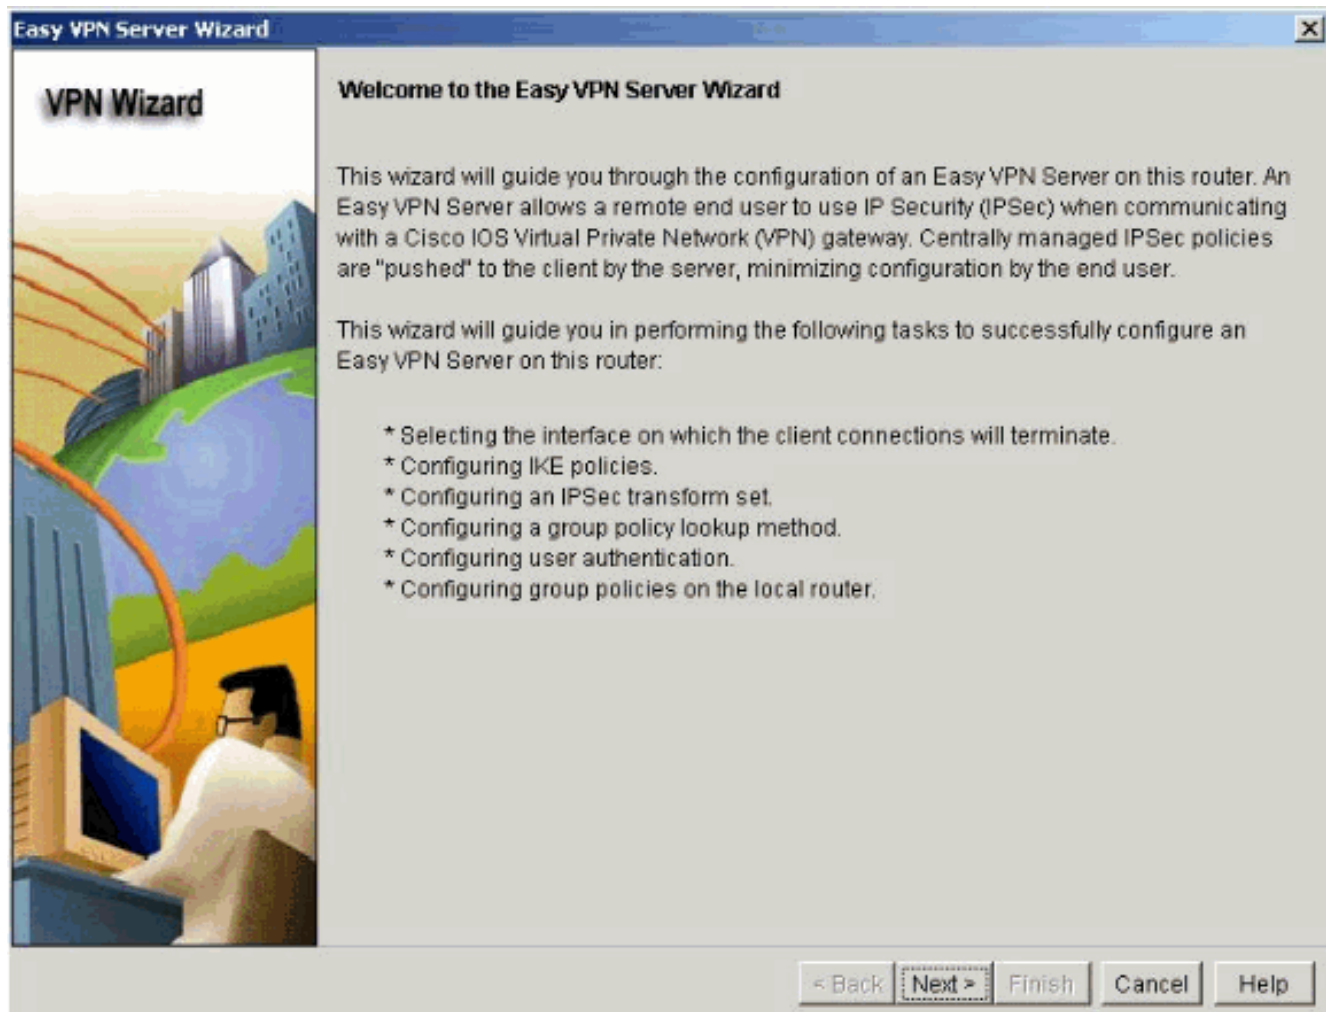 Easy VPN Server Wizard
VPN Wizard
Welcome to the Easy VPN Server Wizard
This wizard will guide you through the configuration of an Easy VPN Server on this router. An
Easy VPN Server allows a remote end user to use IP Security (IPSec) when communicating
with a Cisco IOS Virtual Private Network (VPN) gateway. Centrally managed IPSec policies
are "pushed" to the client by the server, minimizing configuration by the end user.
This wizard will guide you in performing the following tasks to successfully configure an
Easy VPN Server on this router:
* Selecting the interface on which the client connections will terminate.
* Configuring IKE policies.
* Configuring an IPSec transform set.
* Configuring a group policy lookup method.
* Configuring user authentication.
* Configuring group policies on the local router.
< Back Next > Finish Cancel Help